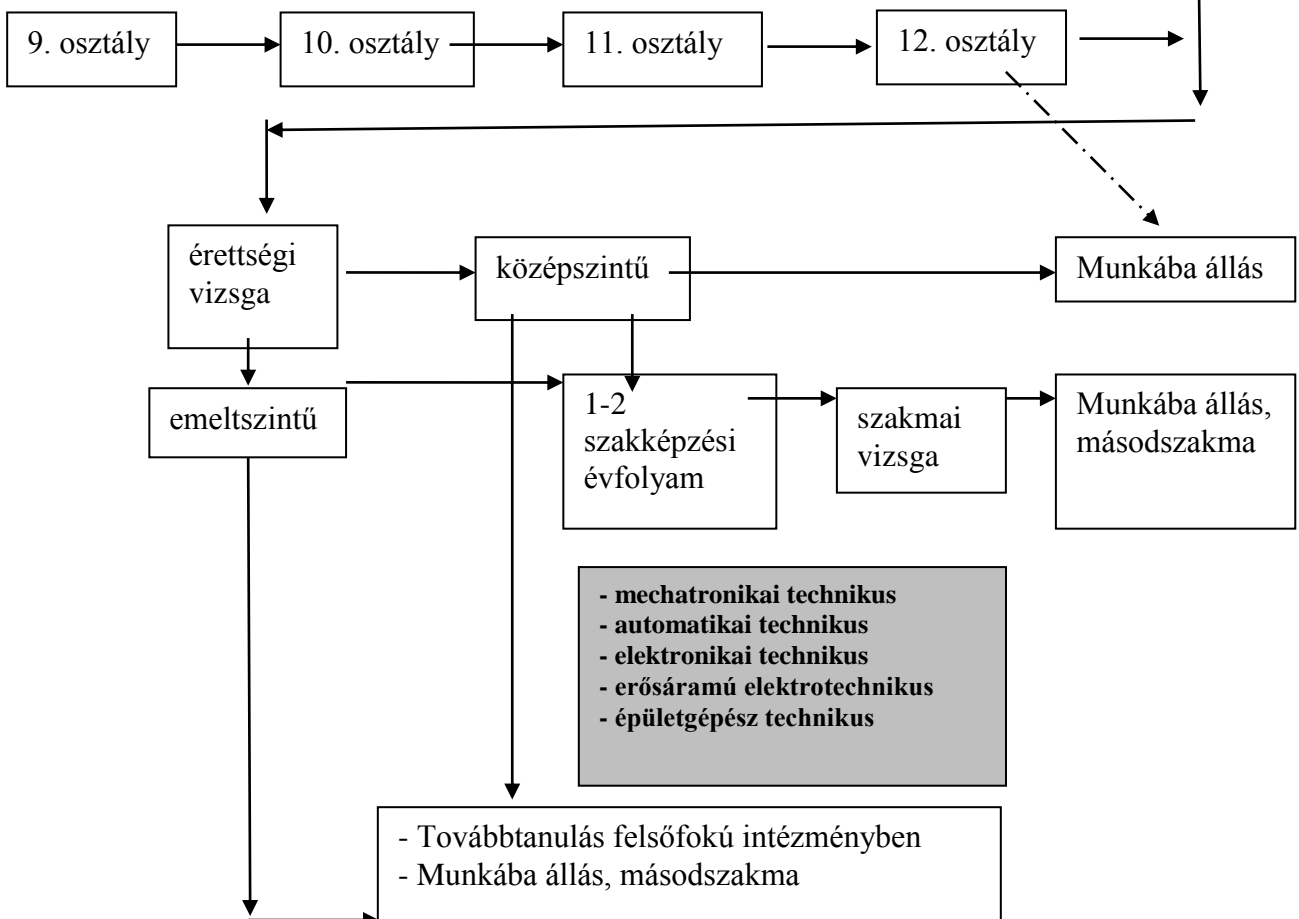 9. osztály
10. osztály
11. osztály
12. osztály
érettségi
vizsga
középszintű
Munkába állás
emeltszintű
1-2
szakképzési
évfolyam
szakmai
vizsga
Munkába állás,
másodszakma
- mechatronikai technikus
- automatikai technikus
- elektronikai technikus
- erősáramú elektrotechnikus
- épületgépész technikus
- Továbbtanulás felsőfokú intézményben
- Munkába állás, másodszakma